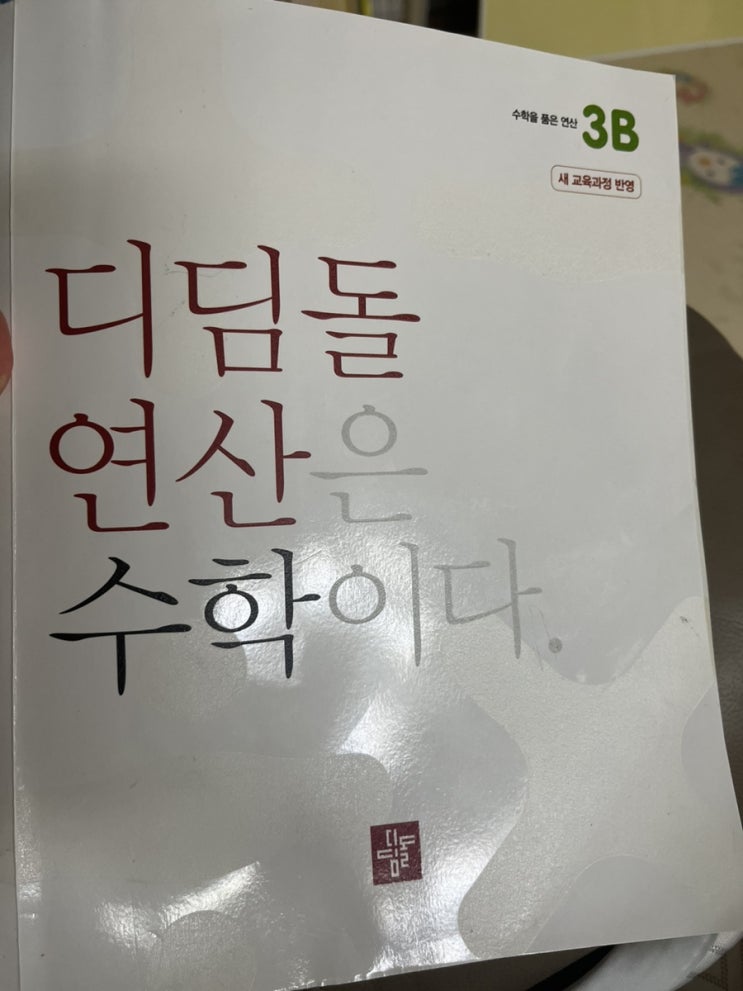 수학을 품은 연산 3B
새 교육과정 반영
디딤돌
연산은
수학이다.
디딤돌